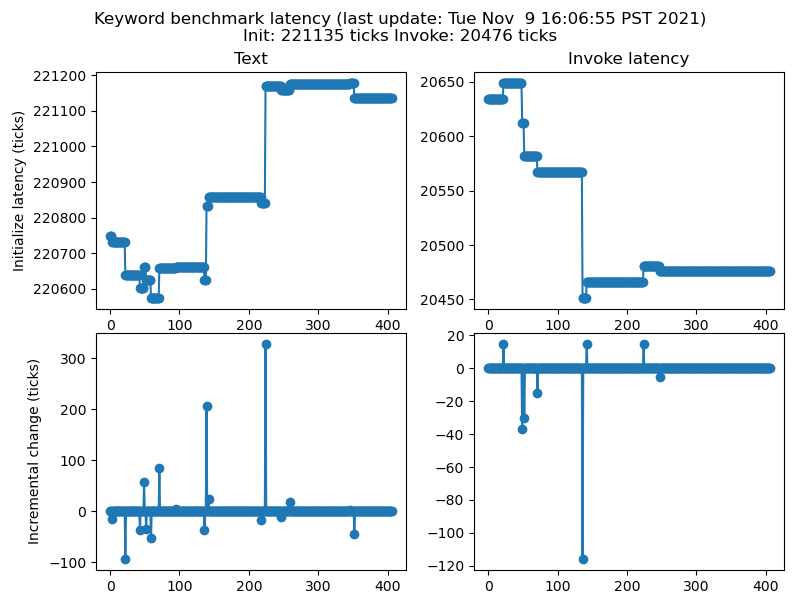 Keyword benchmark latency (last update: Tue Nov  9 16:06:55 PST 2021)
Init: 221135 ticks Invoke: 20476 ticks
Text
Invoke latency
Initialize latency (ticks)
221200
221100
221000
220900
220800
220700
220600
0 100 200 300 400
20650
20600
20550
20500
20450
0 100 200 300 400
Incremental change (ticks)
300
200
100
0
−100
0 100 200 300 400
20
0
−20
−40
−60
−80
−100
−120
0 100 200 300 400